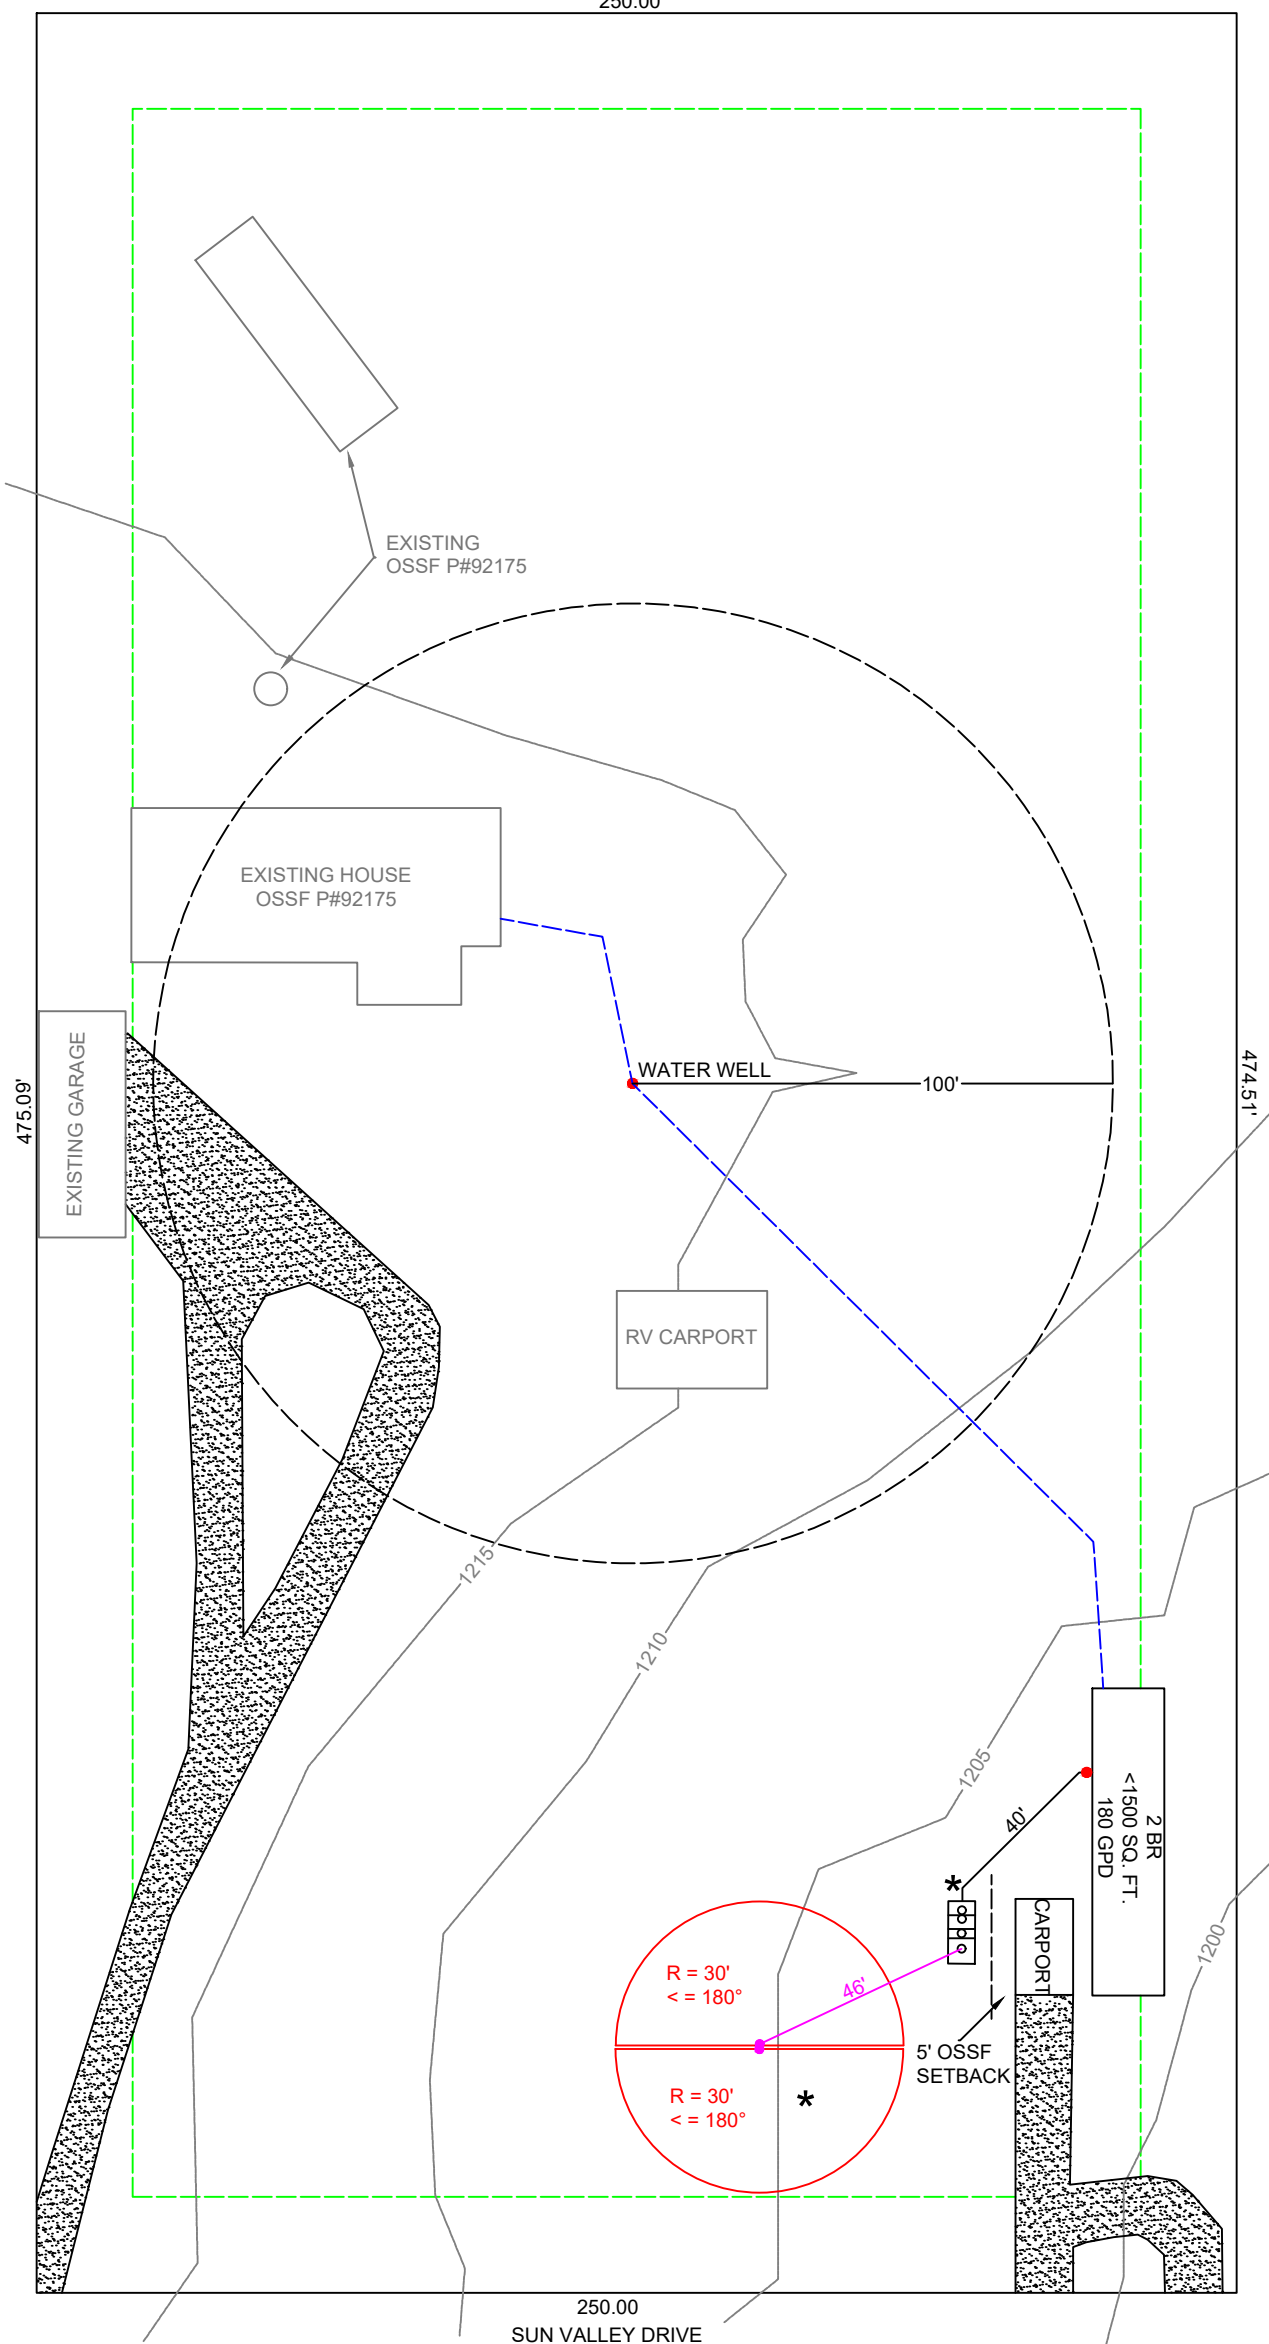 250.00
EXISTING
OSSF P#92175
EXISTING HOUSE
OSSF P#92175
WATER WELL
100'
475.09'
EXISTING GARAGE
474.51'
RV CARPORT
1215
1210
1205
40'
2 BR
<1500 SQ. FT.
180 GPD
*
CARPORT
1200
R = 30'
< = 180°
46'
5' OSSF
SETBACK
R = 30'
< = 180°
*
250.00
SUN VALLEY DRIVE